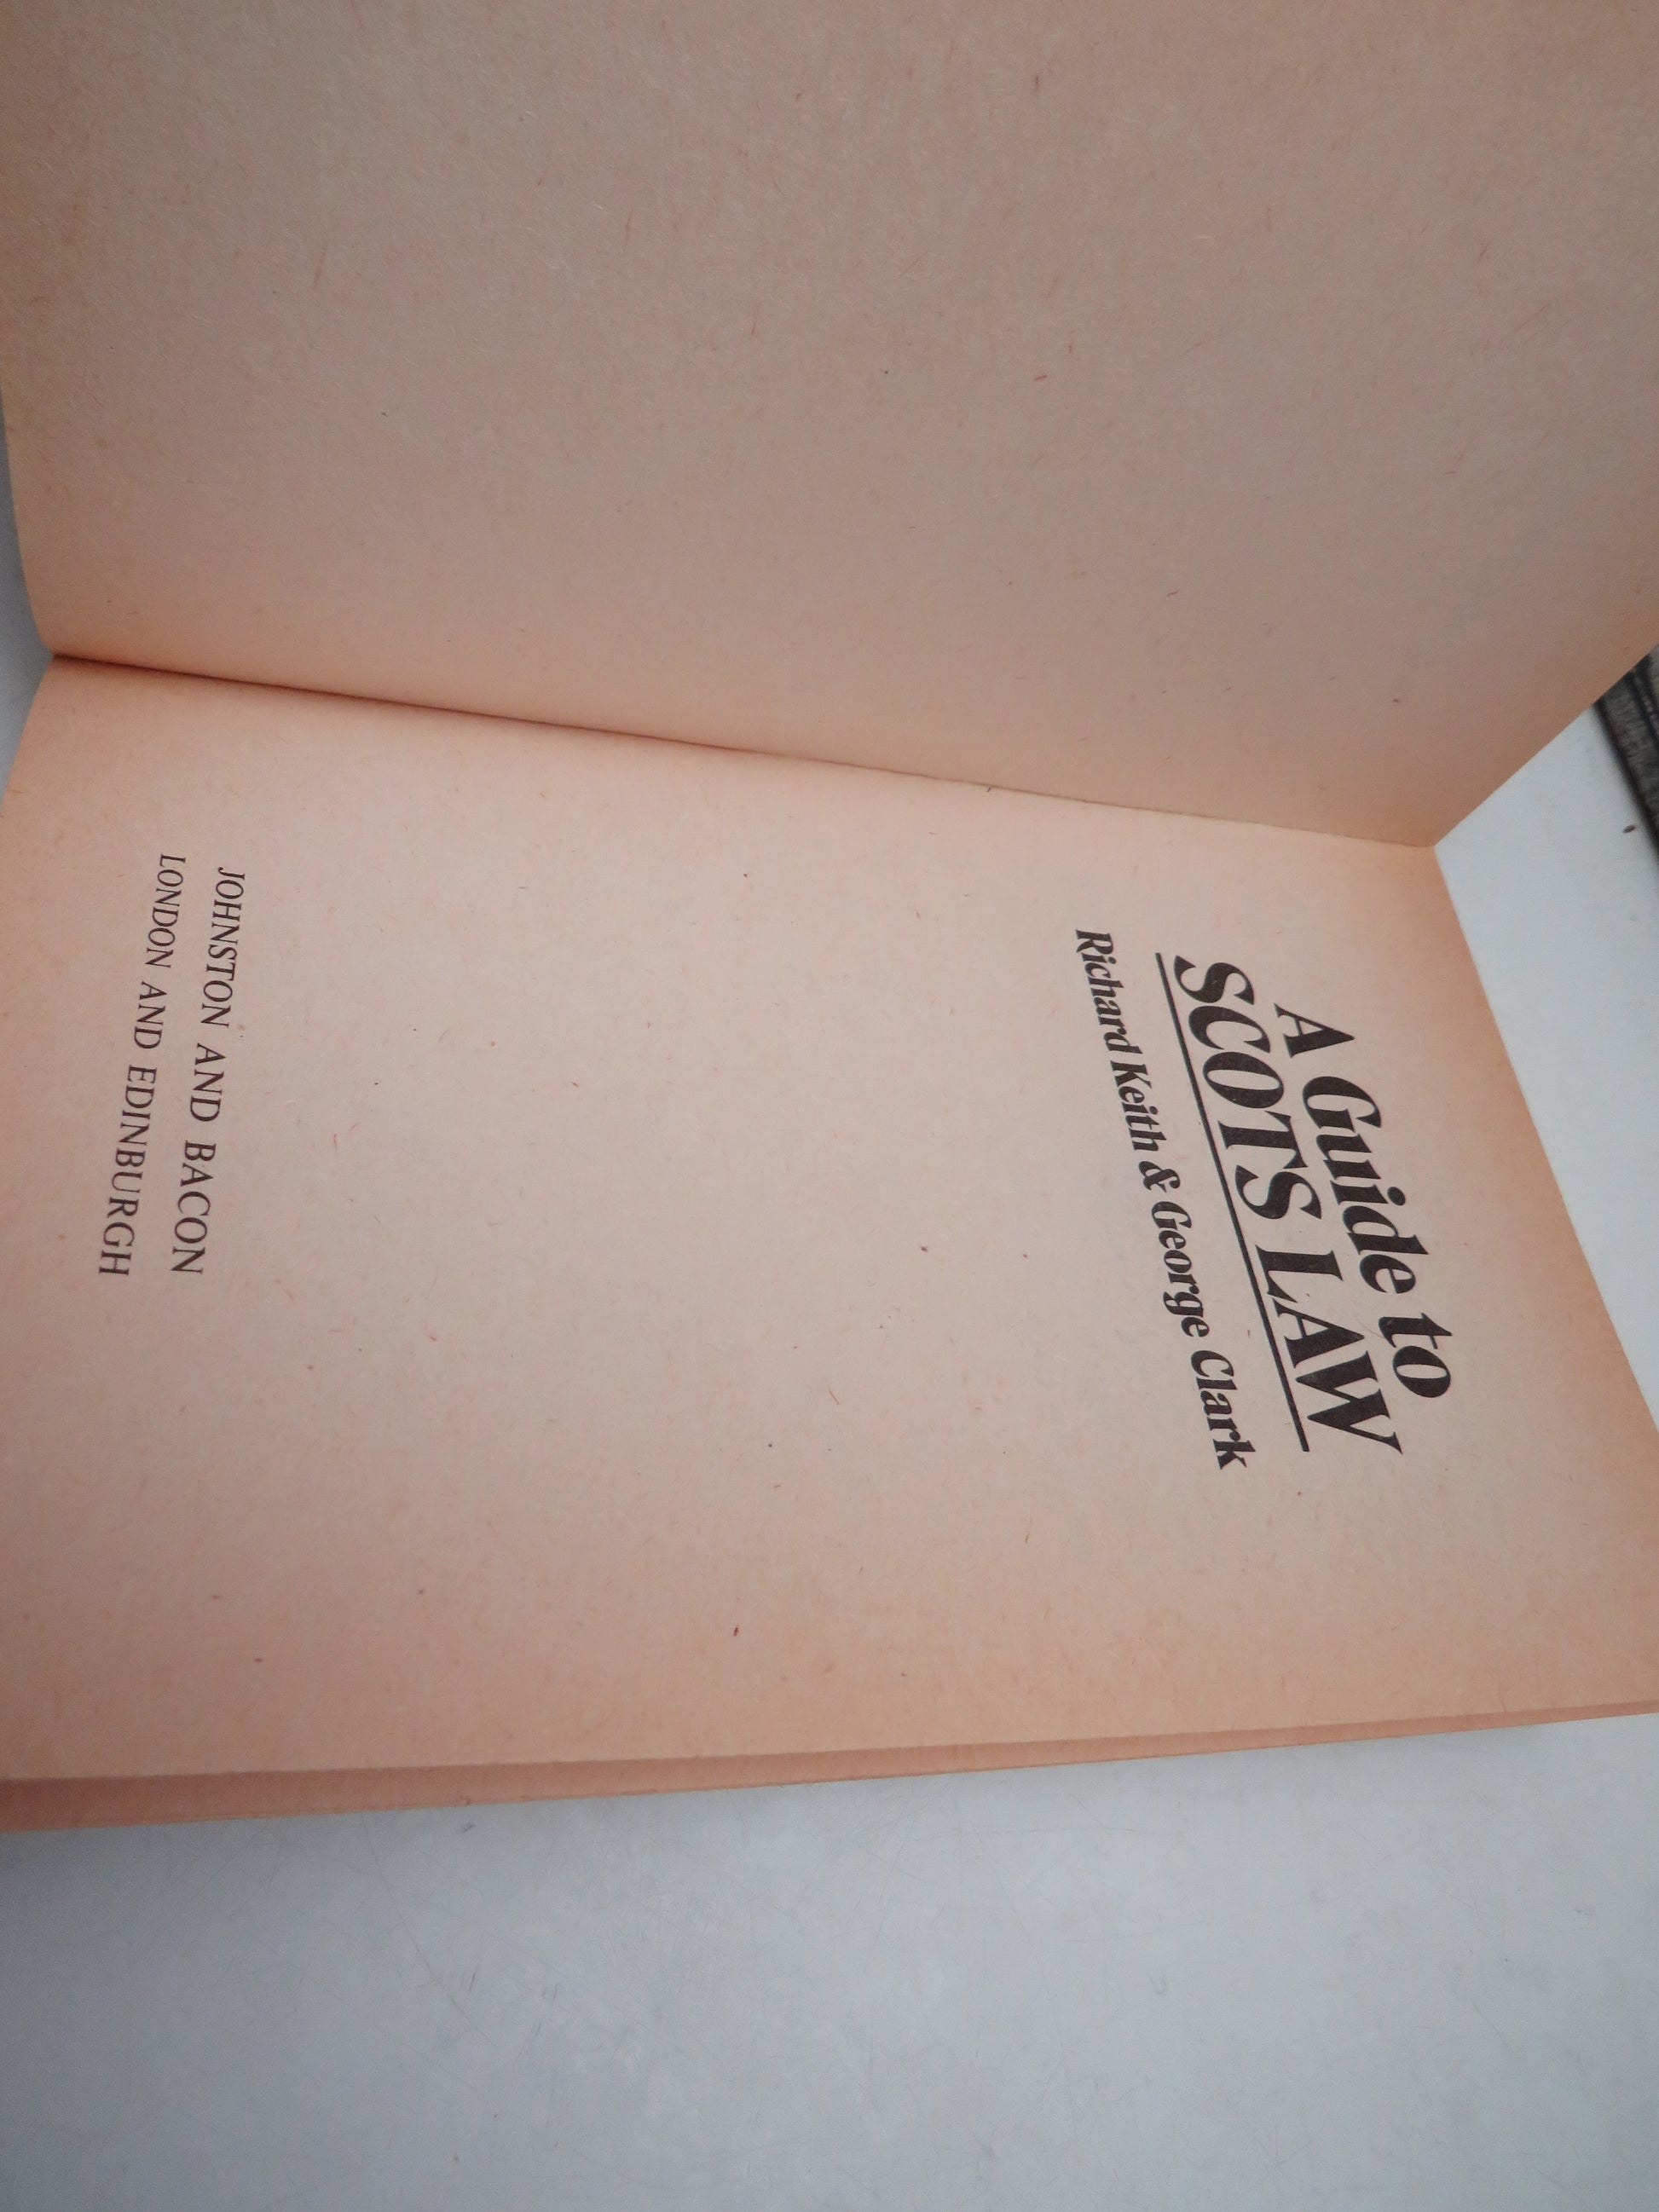 A Guide to
SCOTS LAW
Richard Keith & George Clark
JOHNSTON AND BACON
LONDON AND EDINBURGH